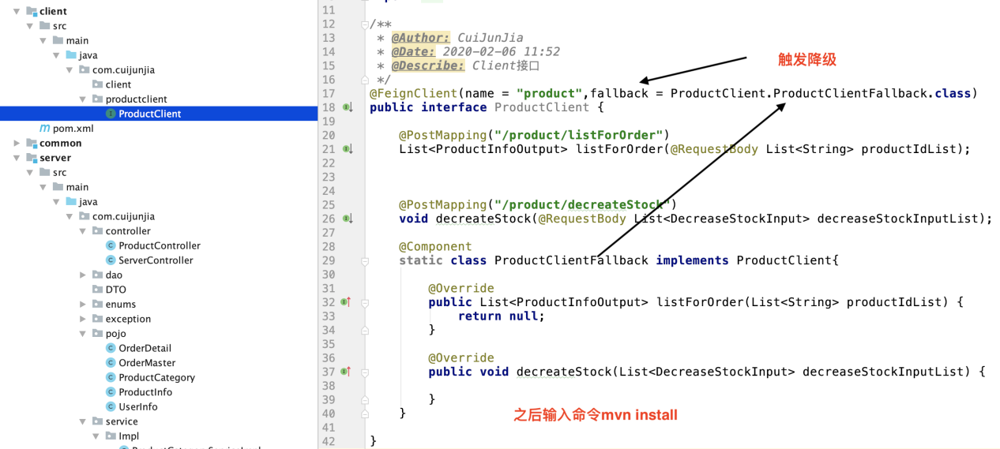 client
src
main
java
com.cuijunjia
client
productclient
ProductClient
pom.xml
common
server
src
main
java
com.cuijunjia
controller
ProductController
ServerController
dao
DTO
enums
exception
pojo
OrderDetail
OrderMaster
ProductCategory
ProductInfo
UserInfo
service
Impl
11
12 /**
13 * @Author: CuiJunJia
14 * @Date: 2020-02-06 11:52
15 * @Describe: Client接口
16 */
触发降级
17 @FeignClient(name = "product",fallback = ProductClient.ProductClientFallback.class)
18 public interface ProductClient {
19
20 @PostMapping("/product/listForOrder")
21 List<ProductInfoOutput> listForOrder(@RequestBody List<String> productIdList);
22
23
24
25 @PostMapping("/product/decreateStock")
26 void decreateStock(@RequestBody List<DecreaseStockInput> decreaseStockInputList);
27
28 @Component
29 static class ProductClientFallback implements ProductClient{
30
31 @Override
32 public List<ProductInfoOutput> listForOrder(List<String> productIdList) {
33 return null;
34 }
35
36 @Override
37 public void decreateStock(List<DecreaseStockInput> decreaseStockInputList) {
38
39 }
40 }
之后输入命令mvn install
41
42 }